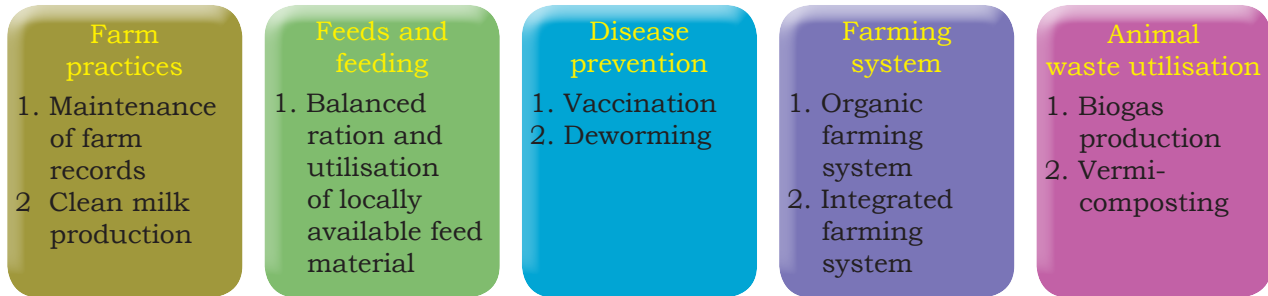 Farm
practices
1. Maintenance
of farm
records
2 Clean milk
production
Feeds and
feeding
1. Balanced
ration and
utilisation
of locally
available feed
material
Disease
prevention
1. Vaccination
2. Deworming
Farming
system
1. Organic
farming
system
2. Integrated
farming
system
Animal
waste utilisation
1. Biogas
production
2. Vermi-
composting